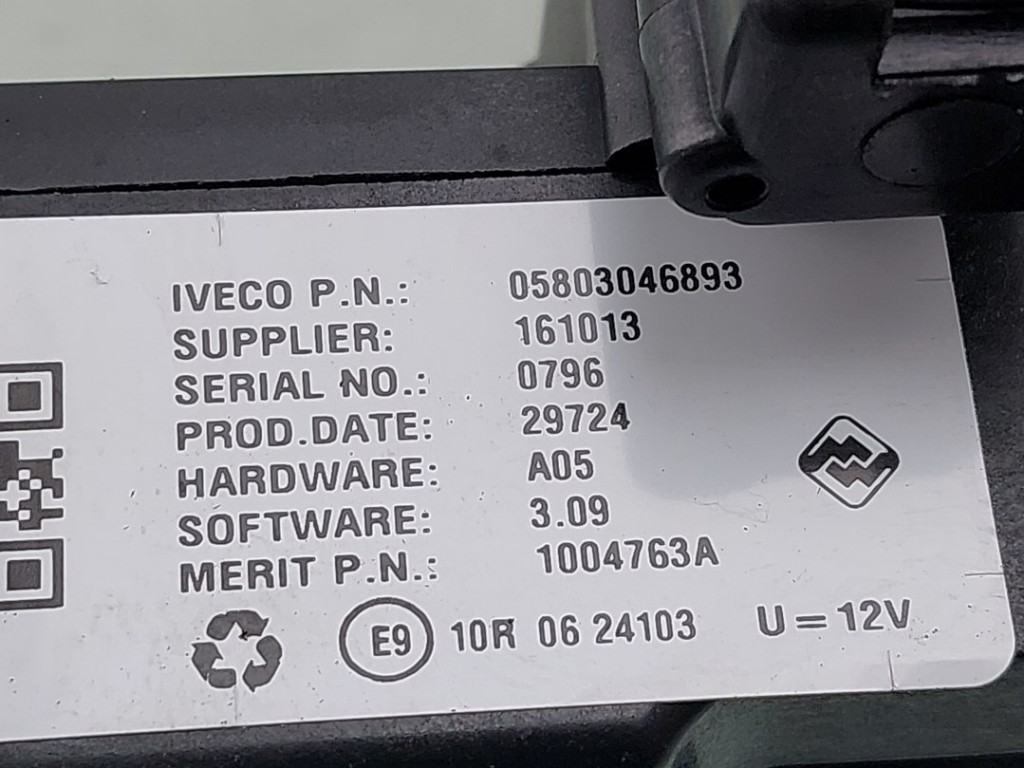 IVECO P.N.: 05803046893
SUPPLIER: 161013
SERIAL NO.: 0796
PROD.DATE: 29724
HARDWARE: A05
SOFTWARE: 3.09
MERIT P.N.: 1004763A
E9 10R 06 24103 U=12V